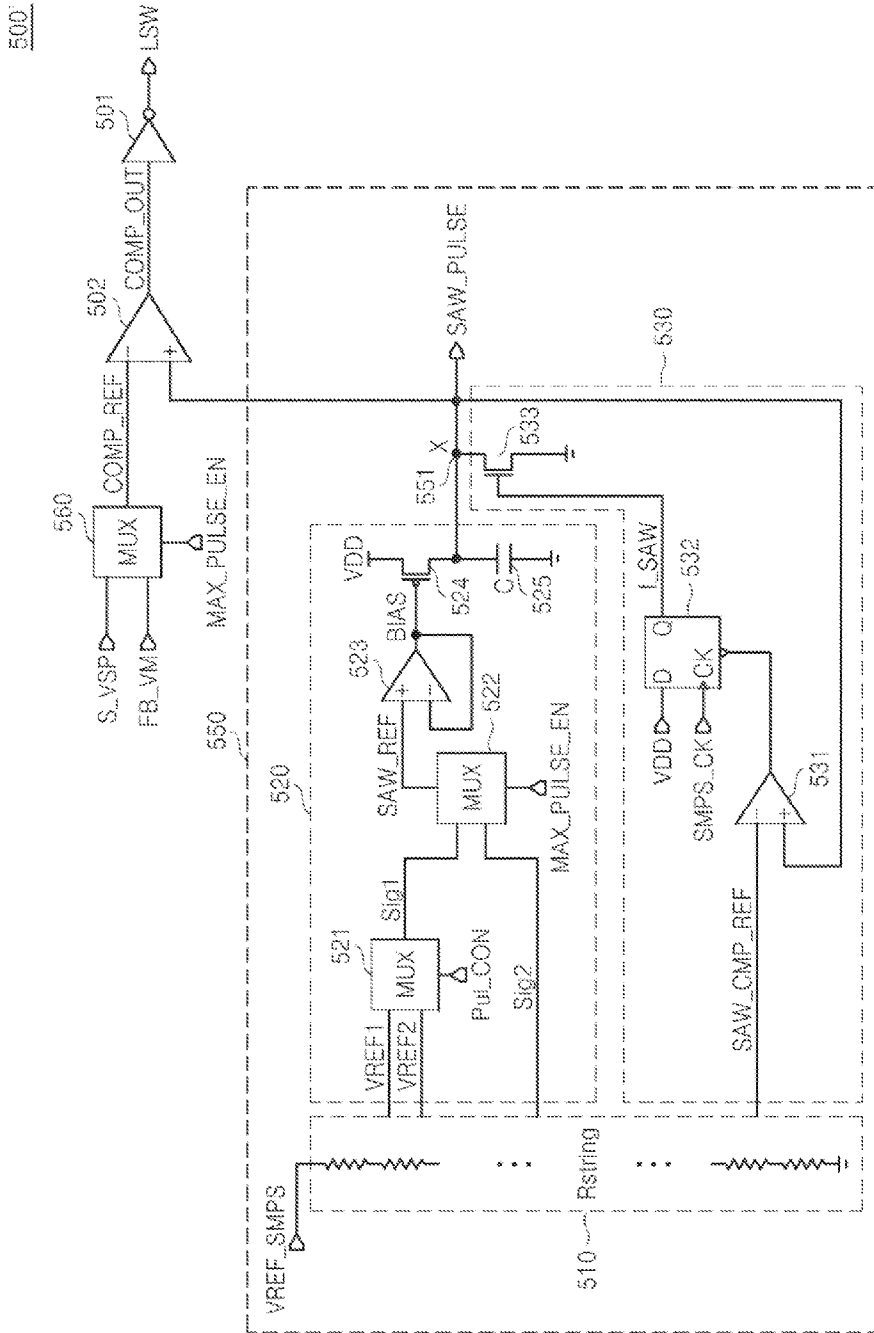 500
S_VSP
FB_VM
560
MUX
MAX_PULSE_EN
COMP_REF
502
−
+
COMP_OUT
501
LSW
550
520
VREF_SMPS
510
Rstring
VREF1
VREF2
521
MUX
Pul_CON
Sig1
Sig2
522
MUX
MAX_PULSE_EN
SAW_REF
523
+
−
BIAS
VDD
524
C
525
X
551
SAW_PULSE
533
530
I_SAW
532
VDD
D
Q
SMPS_CK
CK
SAW_CMP_REF
−
+
531